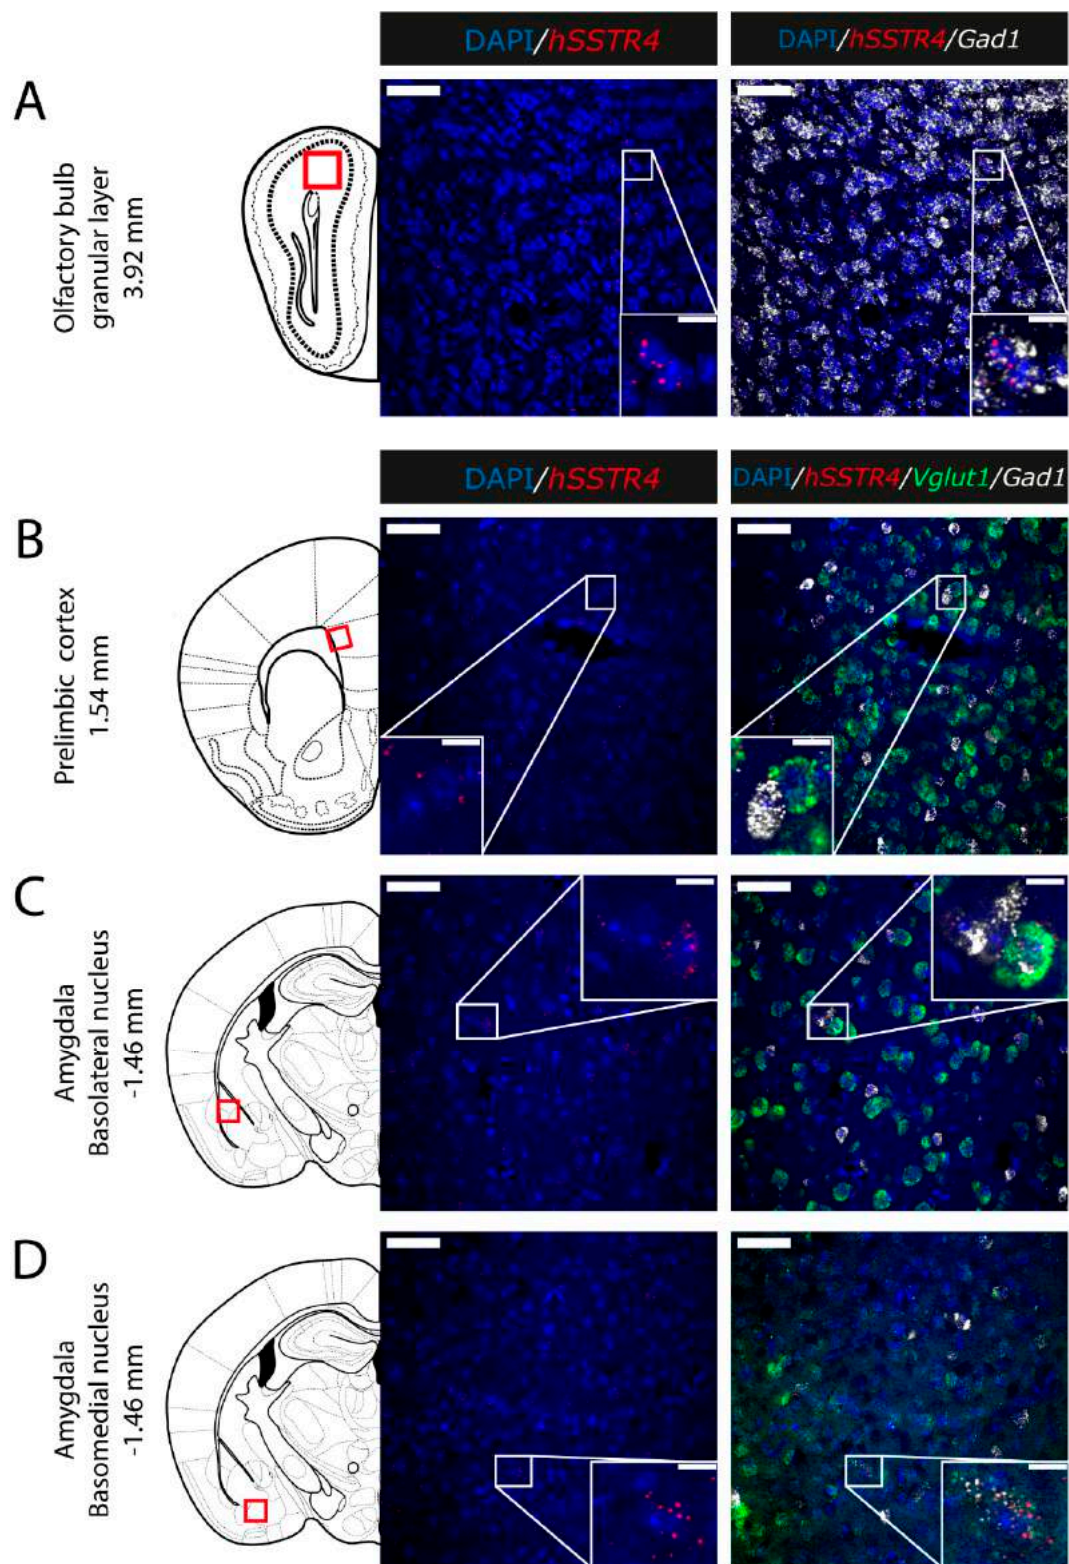 DAPI/hSSTR4
DAPI/hSSTR4/Gad1
A
Olfactory bulb
granular layer
3.92 mm
DAPI/hSSTR4
DAPI/hSSTR4/Vglut1/Gad1
B
Prelimbic cortex
1.54 mm
C
Amygdala
Basolateral nucleus
-1.46 mm
D
Amygdala
Basomedial nucleus
-1.46 mm